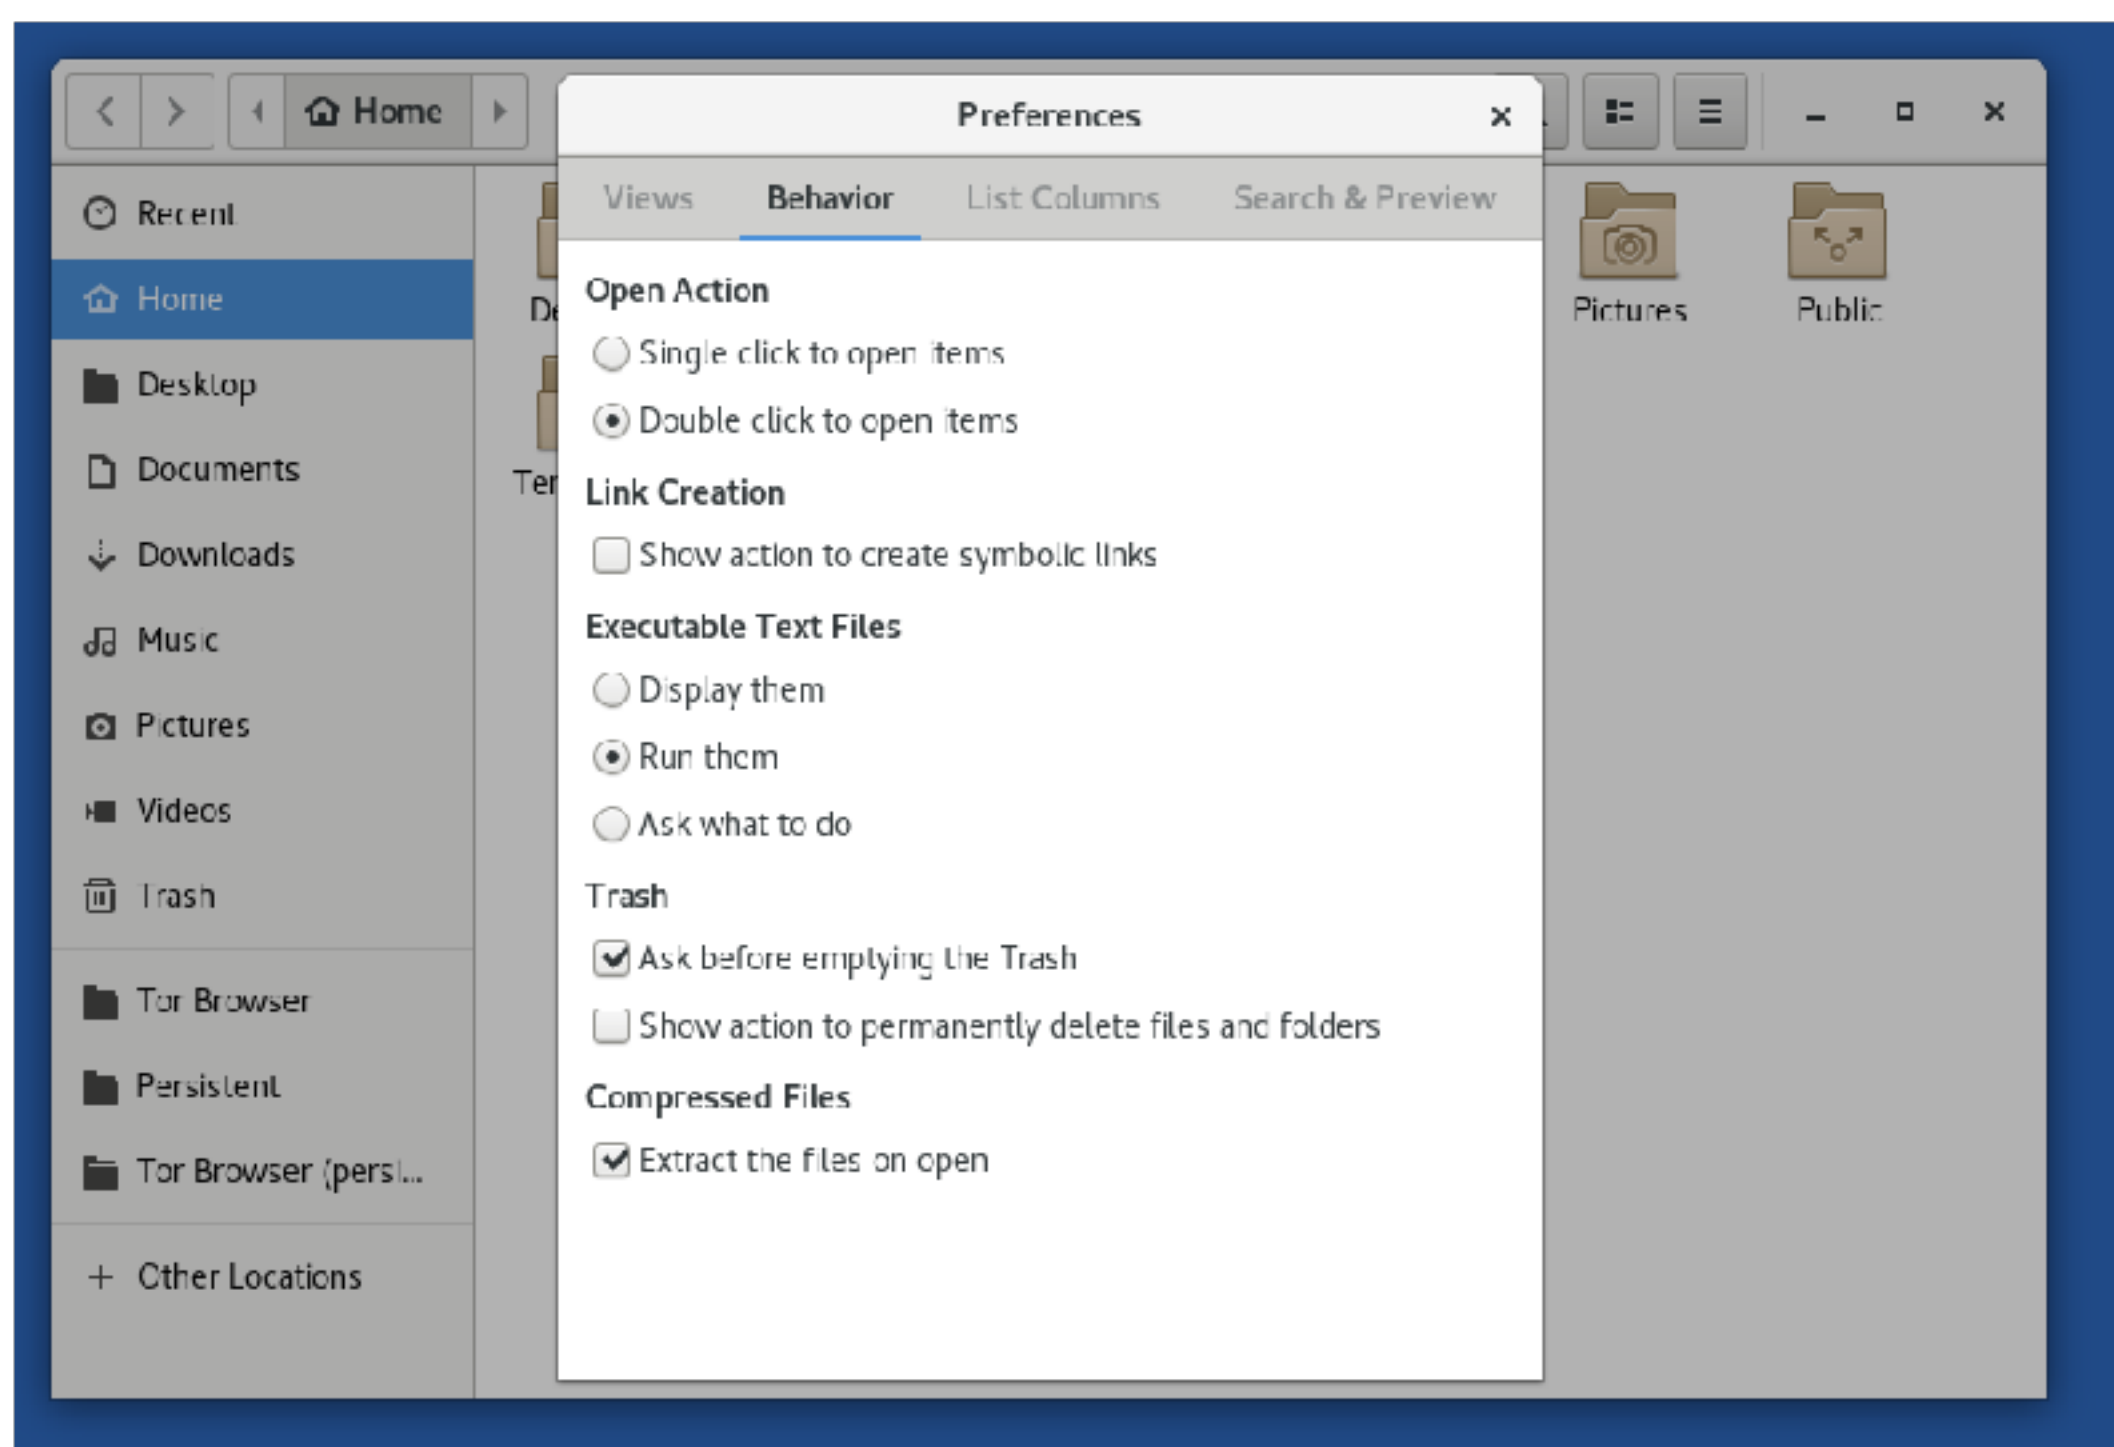 Home
Preferences
Views Behavior List Columns Search & Preview
Recent
Home
Desktop
Documents
Downloads
Music
Pictures
Videos
Trash
Tor Browser
Persistent
Tor Browser (persi...
Other Locations
De
Ter
Open Action
Single click to open items
Double click to open items
Link Creation
Show action to create symbolic links
Executable Text Files
Display them
Run them
Ask what to do
Trash
Ask before emptying the Trash
Show action to permanently delete files and folders
Compressed Files
Extract the files on open
Pictures
Public